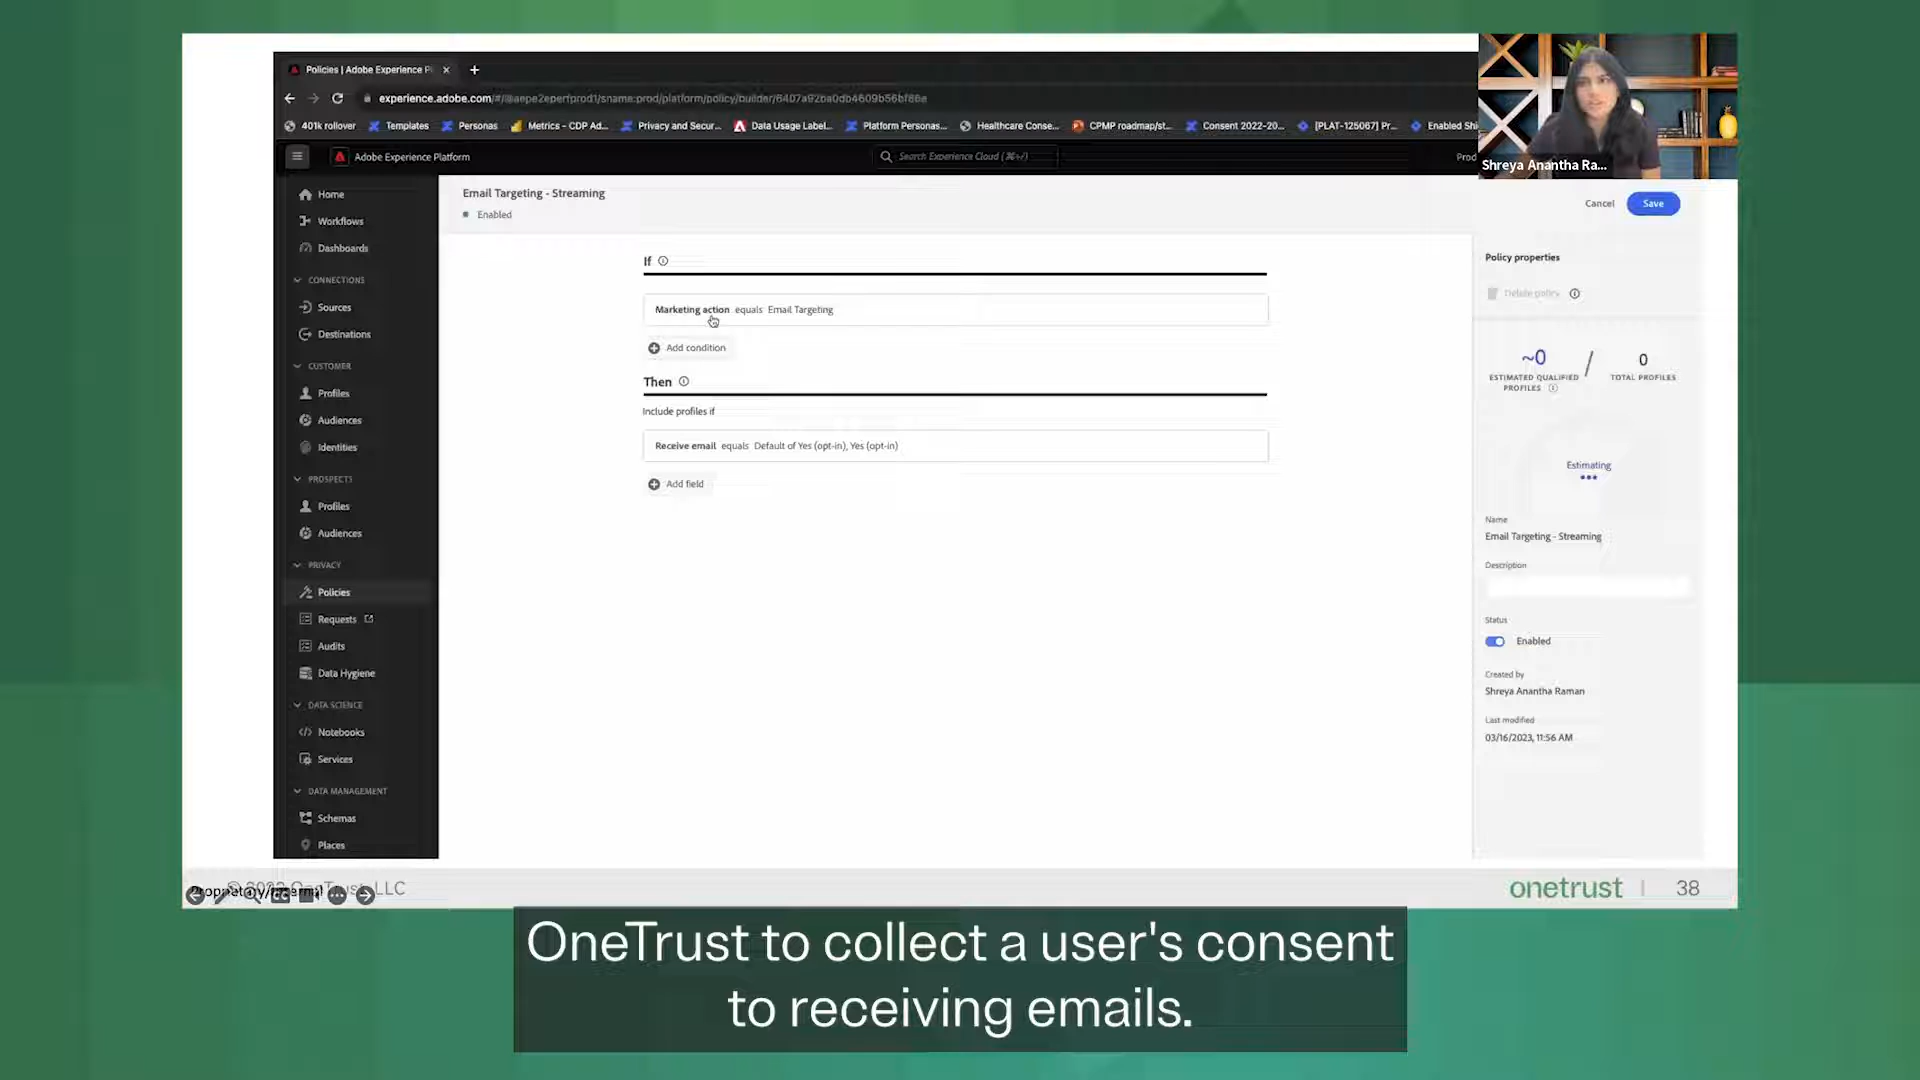 Policies | Adobe Experience P
experience.adobe.com/#/@aepe2eperfprod1/sname:prod/platform/policy/builder/6407a92ba0db4609b56bf86e
401k rollover
Templates
Personas
Metrics - CDP Ad...
Privacy and Secur...
Data Usage Label...
Platform Personas...
Healthcare Conse...
CPMP roadmap/st...
Consent 2022-20...
[PLAT-125067] Pr...
Enabled Shi
Adobe Experience Platform
Search Experience Cloud (⌘+/)
Prod
Shreya Anantha Ra...
Home
Workflows
Dashboards
CONNECTIONS
Sources
Destinations
CUSTOMER
Profiles
Audiences
Identities
PROSPECTS
Profiles
Audiences
PRIVACY
Policies
Requests
Audits
Data Hygiene
DATA SCIENCE
Notebooks
Services
DATA MANAGEMENT
Schemas
Places
Email Targeting - Streaming
Enabled
Cancel
Save
If
Marketing action equals Email Targeting
Add condition
Then
Include profiles if
Receive email equals Default of Yes (opt-in), Yes (opt-in)
Add field
Policy properties
Delete policy
~0 / 0
ESTIMATED QUALIFIED PROFILES
TOTAL PROFILES
Estimating
Name
Email Targeting - Streaming
Description
Status
Enabled
Created by
Shreya Anantha Raman
Last modified
03/16/2023, 11:56 AM
LLC
onetrust | 38
OneTrust to collect a user's consent
to receiving emails.